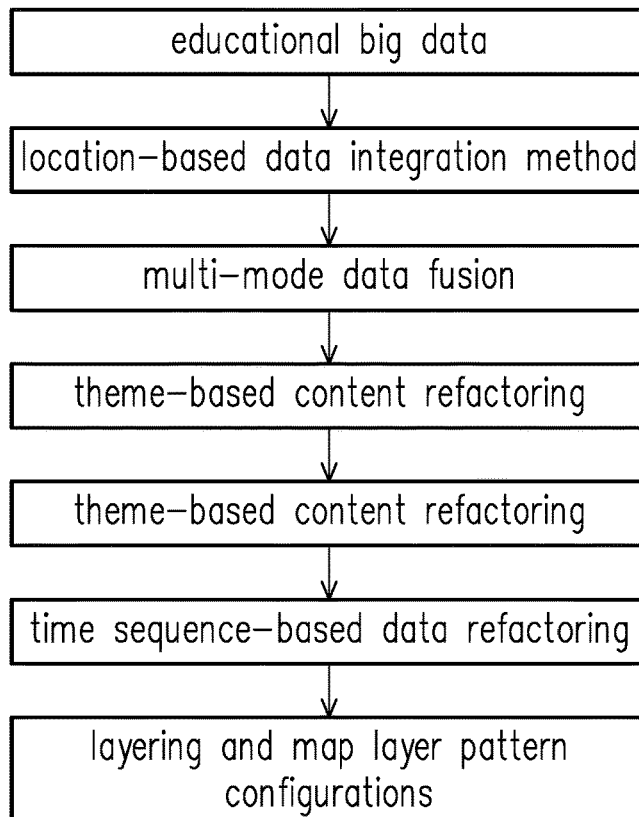 educational big data
location-based data integration method
multi-mode data fusion
theme-based content refactoring
theme-based content refactoring
time sequence-based data refactoring
layering and map layer pattern
configurations